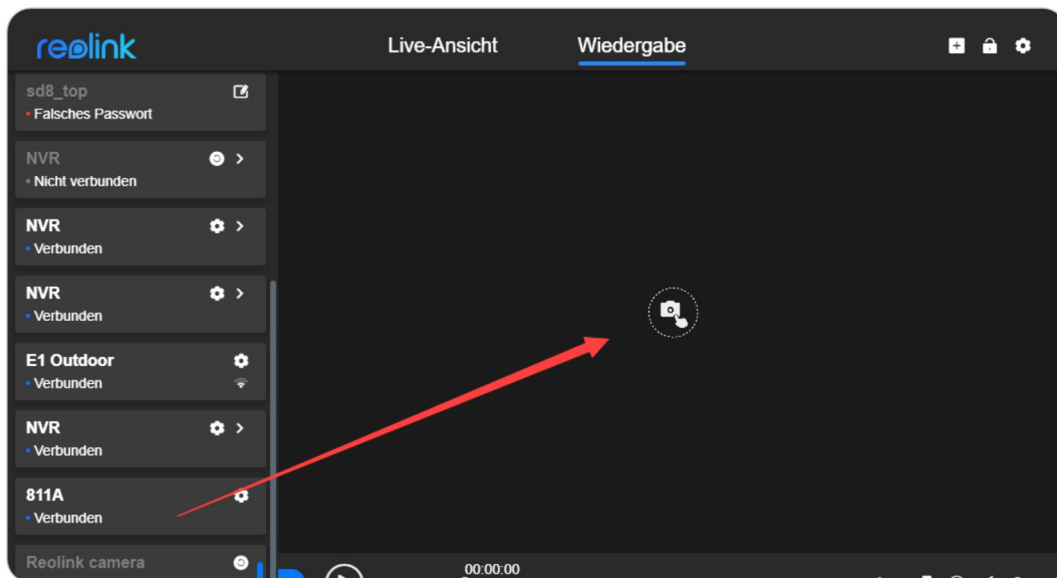 reolink
Live-Ansicht
Wiedergabe
sd8_top
Falsches Passwort
NVR
Nicht verbunden
NVR
Verbunden
NVR
Verbunden
E1 Outdoor
Verbunden
NVR
Verbunden
811A
Verbunden
Reolink camera
00:00:00